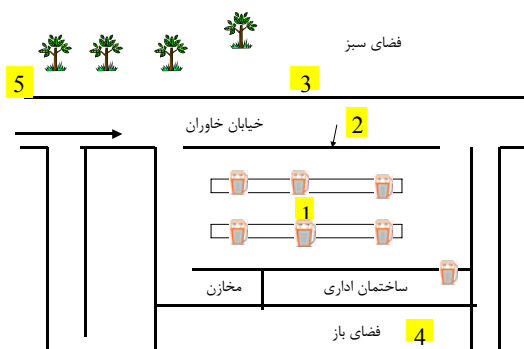 فضای سبز
5
3
خیابان خاوران
2
1
ساختمان اداری
مخازن
فضای باز
4